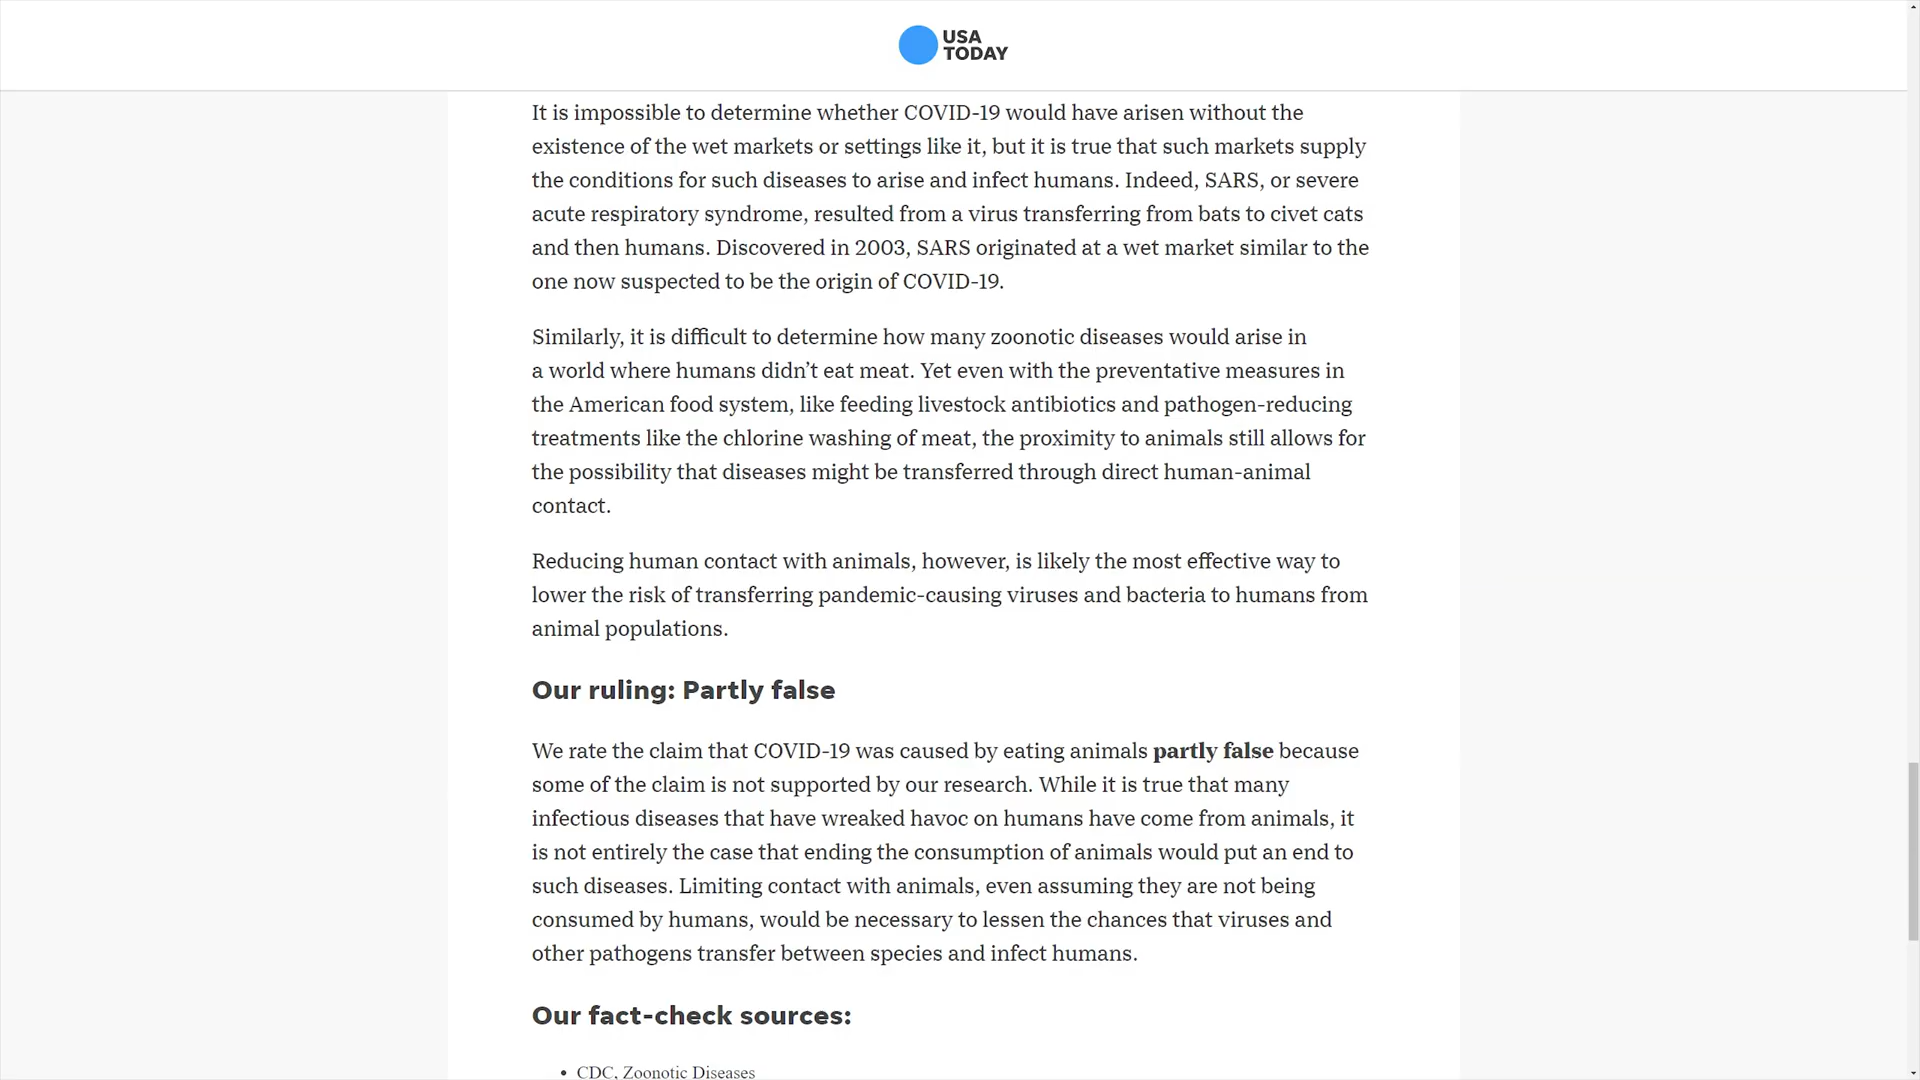 USA
TODAY
It is impossible to determine whether COVID-19 would have arisen without the
existence of the wet markets or settings like it, but it is true that such markets supply
the conditions for such diseases to arise and infect humans. Indeed, SARS, or severe
acute respiratory syndrome, resulted from a virus transferring from bats to civet cats
and then humans. Discovered in 2003, SARS originated at a wet market similar to the
one now suspected to be the origin of COVID-19.
Similarly, it is difficult to determine how many zoonotic diseases would arise in
a world where humans didn’t eat meat. Yet even with the preventative measures in
the American food system, like feeding livestock antibiotics and pathogen-reducing
treatments like the chlorine washing of meat, the proximity to animals still allows for
the possibility that diseases might be transferred through direct human-animal
contact.
Reducing human contact with animals, however, is likely the most effective way to
lower the risk of transferring pandemic-causing viruses and bacteria to humans from
animal populations.
Our ruling: Partly false
We rate the claim that COVID-19 was caused by eating animals partly false because
some of the claim is not supported by our research. While it is true that many
infectious diseases that have wreaked havoc on humans have come from animals, it
is not entirely the case that ending the consumption of animals would put an end to
such diseases. Limiting contact with animals, even assuming they are not being
consumed by humans, would be necessary to lessen the chances that viruses and
other pathogens transfer between species and infect humans.
Our fact-check sources:
• CDC, Zoonotic Diseases